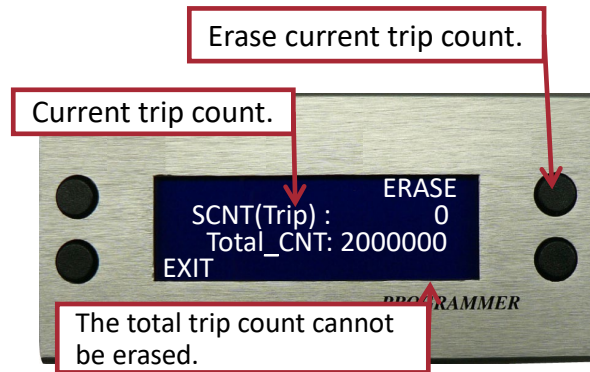 Erase current trip count.
Current trip count.
ERASE
SCNT(Trip) : 0
Total_CNT: 2000000
EXIT
PROGRAMMER
The total trip count cannot
be erased.